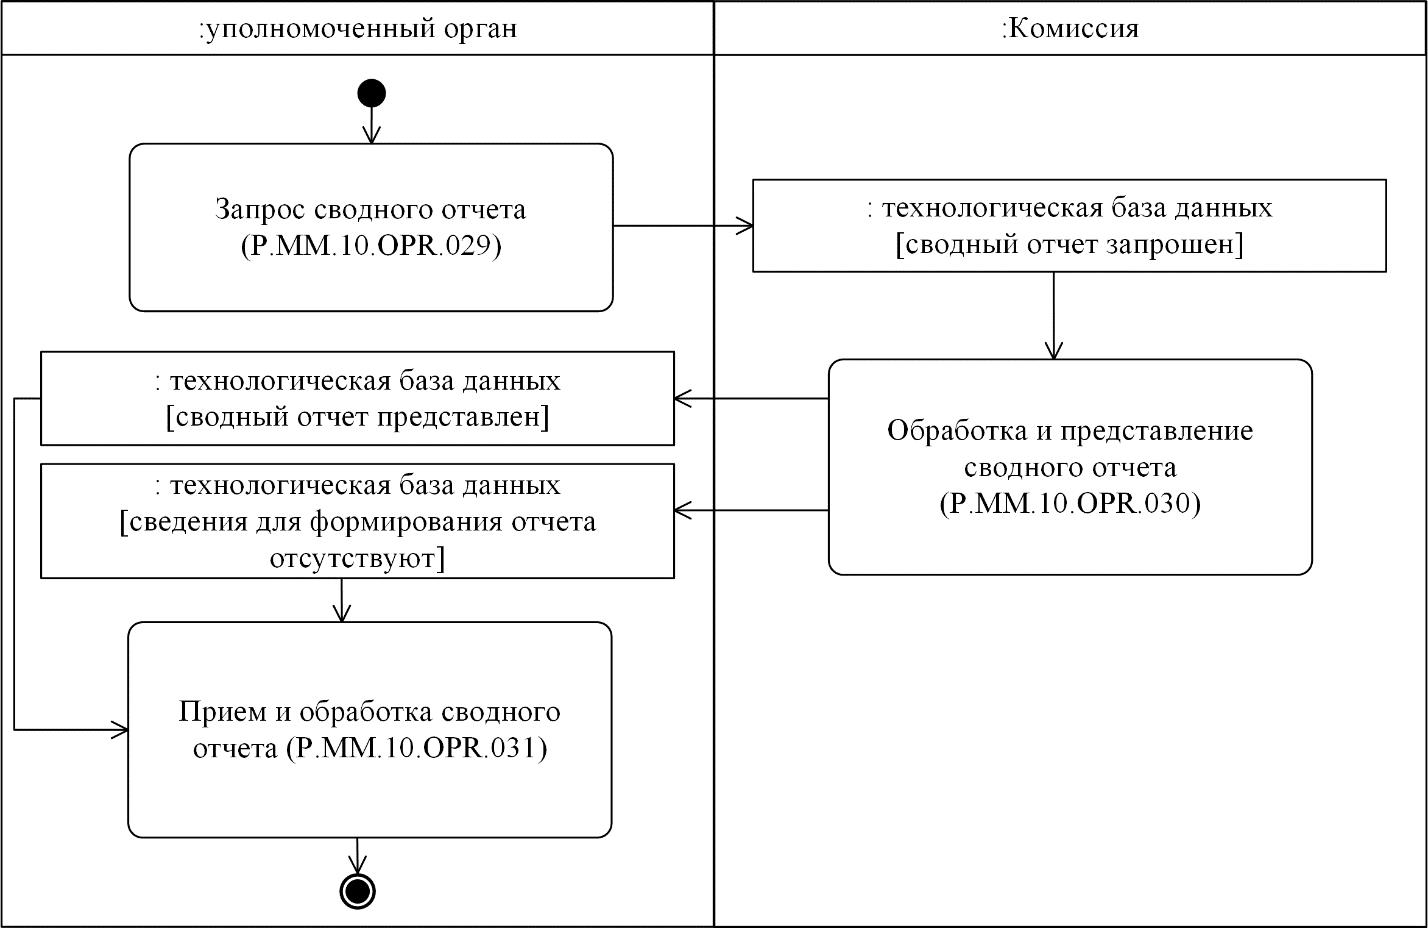 :уполномоченный орган
:Комиссия
Запрос сводного отчета
(P.MM.10.OPR.029)
: технологическая база данных
[сводный отчет запрошен]
: технологическая база данных
[сводный отчет представлен]
Обработка и представление
сводного отчета
(P.MM.10.OPR.030)
: технологическая база данных
[сведения для формирования отчета
отсутствуют]
Прием и обработка сводного
отчета (P.MM.10.OPR.031)